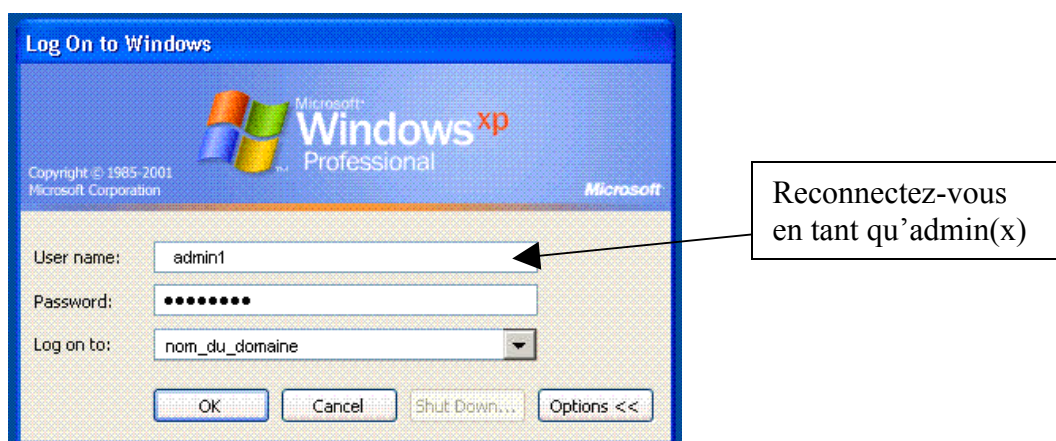 Log On to Windows
Microsoft
Windows xp
Professional
Copyright © 1985-2001
Microsoft Corporation
Microsoft
Reconnectez-vous
en tant qu’admin(x)
User name: admin1
Password: ●●●●●●●●
Log on to: nom_du_domaine
OK Cancel Shut Down... Options <<